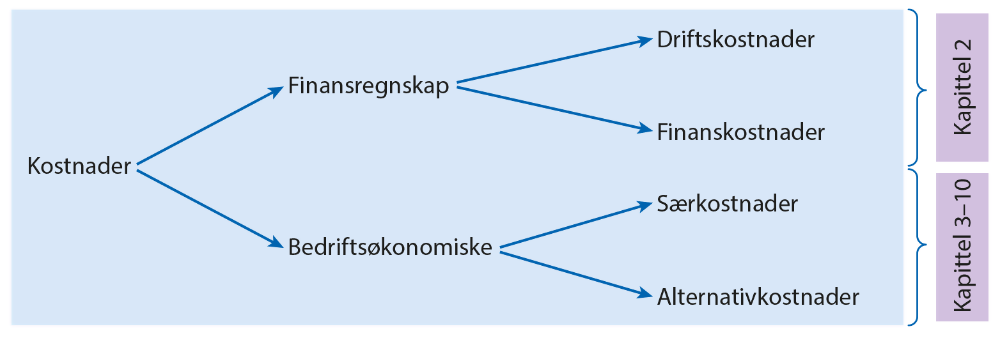 Kostnader
Finansregnskap
Driftskostnader
Finanskostnader
Kapittel 2
Bedriftsøkonomiske
Særkostnader
Alternativkostnader
Kapittel 3–10